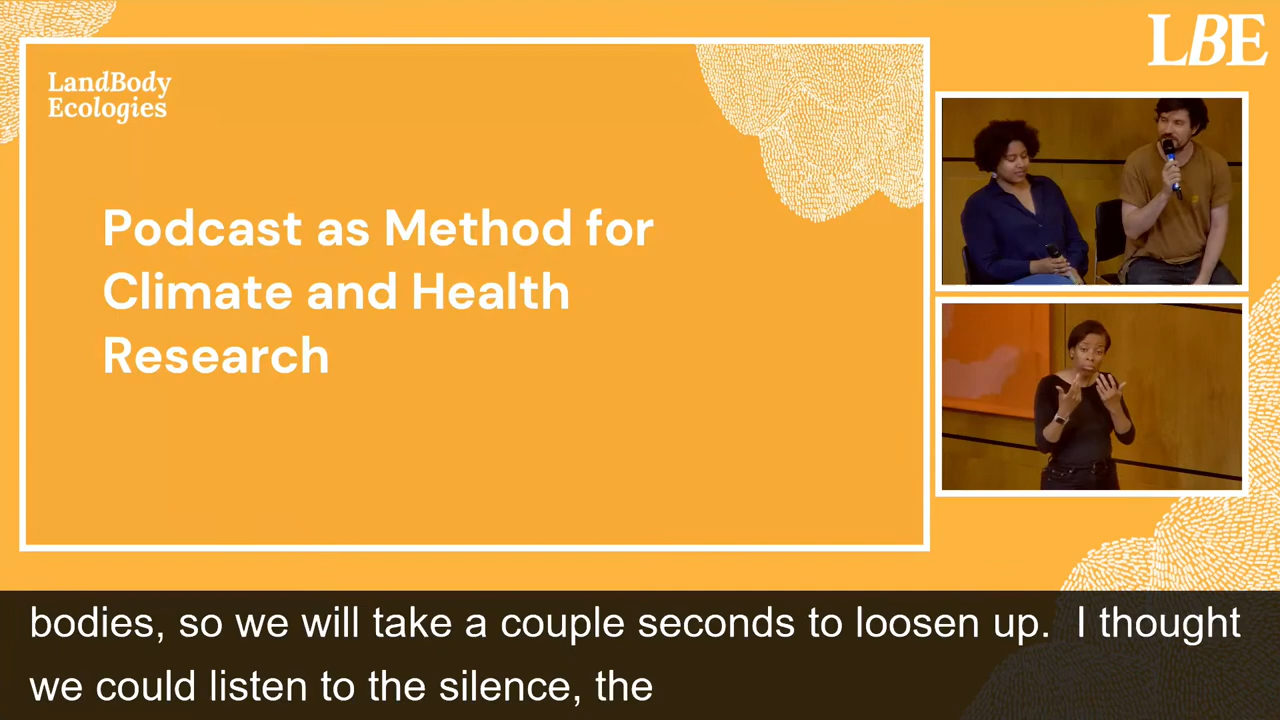 LBE
LandBody
Ecologies
Podcast as Method for
Climate and Health
Research
bodies, so we will take a couple seconds to loosen up.  I thought
we could listen to the silence, the